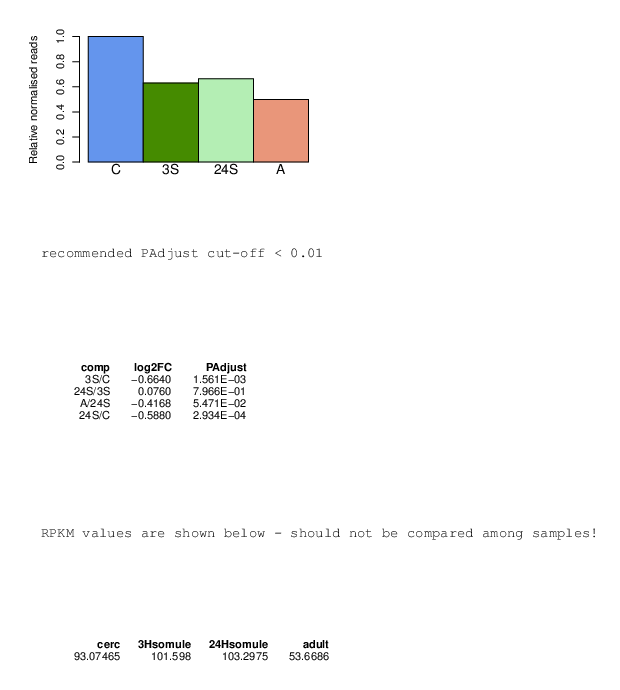 Relative normalised reads
1.0
0.8
0.6
0.4
0.2
0.0
C 3S 24S A
recommended PAdjust cut-off < 0.01
comp log2FC PAdjust
3S/C −0.6640 1.561E−03
24S/3S 0.0760 7.966E−01
A/24S −0.4168 5.471E−02
24S/C −0.5880 2.934E−04
RPKM values are shown below - should not be compared among samples!
cerc 3Hsomule 24Hsomule adult
93.07465 101.598 103.2975 53.6686